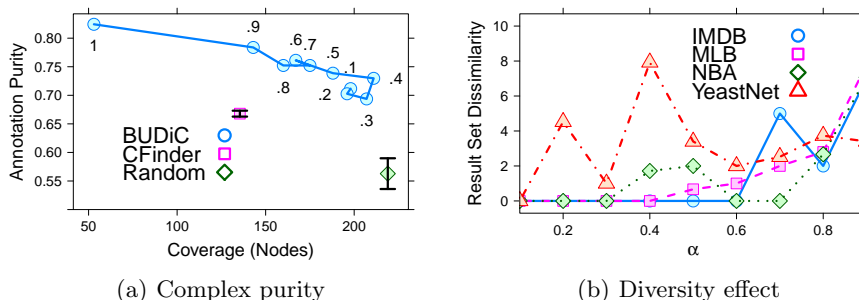 Annotation Purity
0.80
0.75
0.70
0.65
0.60
0.55
1
.9
.8
.6
.7
.5
.1
.2
.4
.3
BUDiC
CFinder
Random
50
100
150
200
Coverage (Nodes)
(a) Complex purity
Result Set Dissimilarity
10
8
6
4
2
0
IMDB
MLB
NBA
YeastNet
0.2
0.4
0.6
0.8
α
(b) Diversity effect